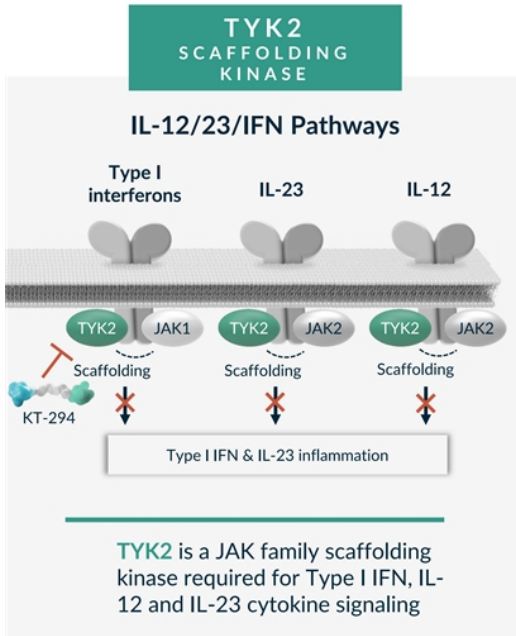 TYK2
SCAFFOLDING
KINASE
IL-12/23/IFN Pathways
Type I
interferons
IL-23
IL-12
TYK2
JAK1
TYK2
JAK2
TYK2
JAK2
Scaffolding
Scaffolding
Scaffolding
KT-294
Type I IFN & IL-23 inflammation
TYK2 is a JAK family scaffolding
kinase required for Type I IFN, IL-
12 and IL-23 cytokine signaling